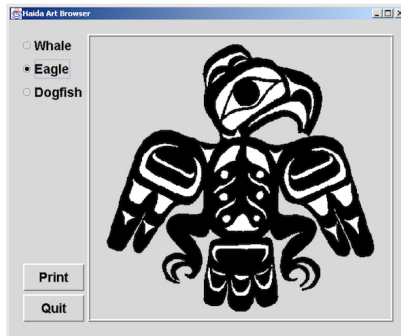 Haida Art Browser
Whale
Eagle
Dogfish
Print
Quit